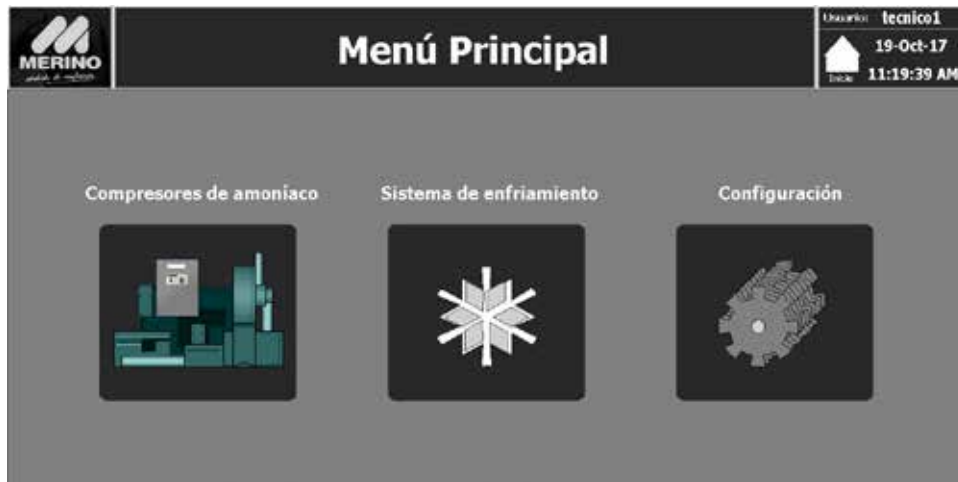 MERINO
Menú Principal
Usuario: tecnico1
19-Oct-17
Inicio
11:19:39 AM
Compresores de amoníaco
Sistema de enfriamiento
Configuración